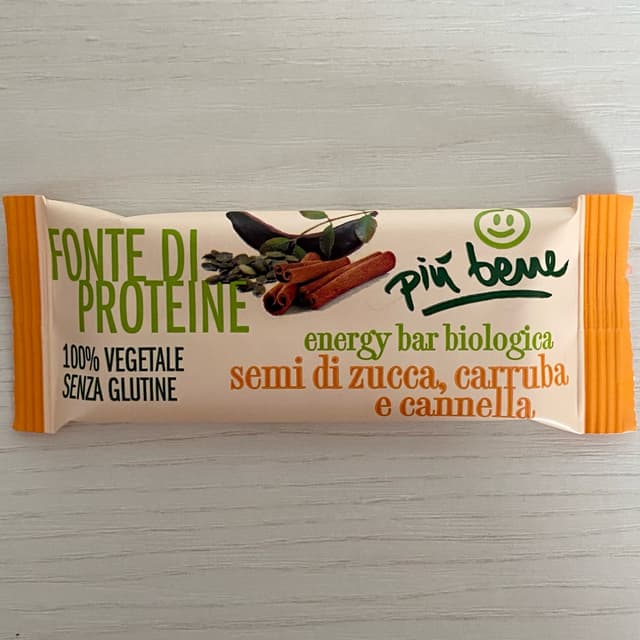 FONTE DI
PROTEINE
100% VEGETALE
SENZA GLUTINE
più bene
energy bar biologica
semi di zucca, carruba
e cannella